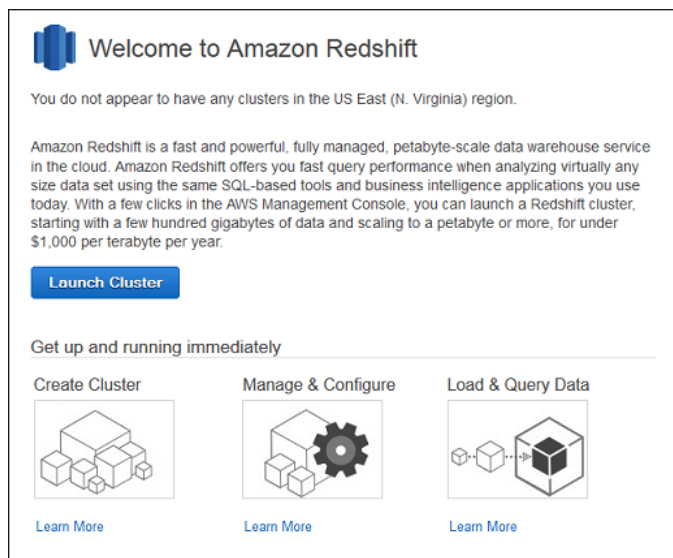 Welcome to Amazon Redshift
You do not appear to have any clusters in the US East (N. Virginia) region.
Amazon Redshift is a fast and powerful, fully managed, petabyte-scale data warehouse service
in the cloud. Amazon Redshift offers you fast query performance when analyzing virtually any
size data set using the same SQL-based tools and business intelligence applications you use
today. With a few clicks in the AWS Management Console, you can launch a Redshift cluster,
starting with a few hundred gigabytes of data and scaling to a petabyte or more, for under
$1,000 per terabyte per year.
Launch Cluster
Get up and running immediately
Create Cluster Manage & Configure Load & Query Data
Learn More Learn More Learn More